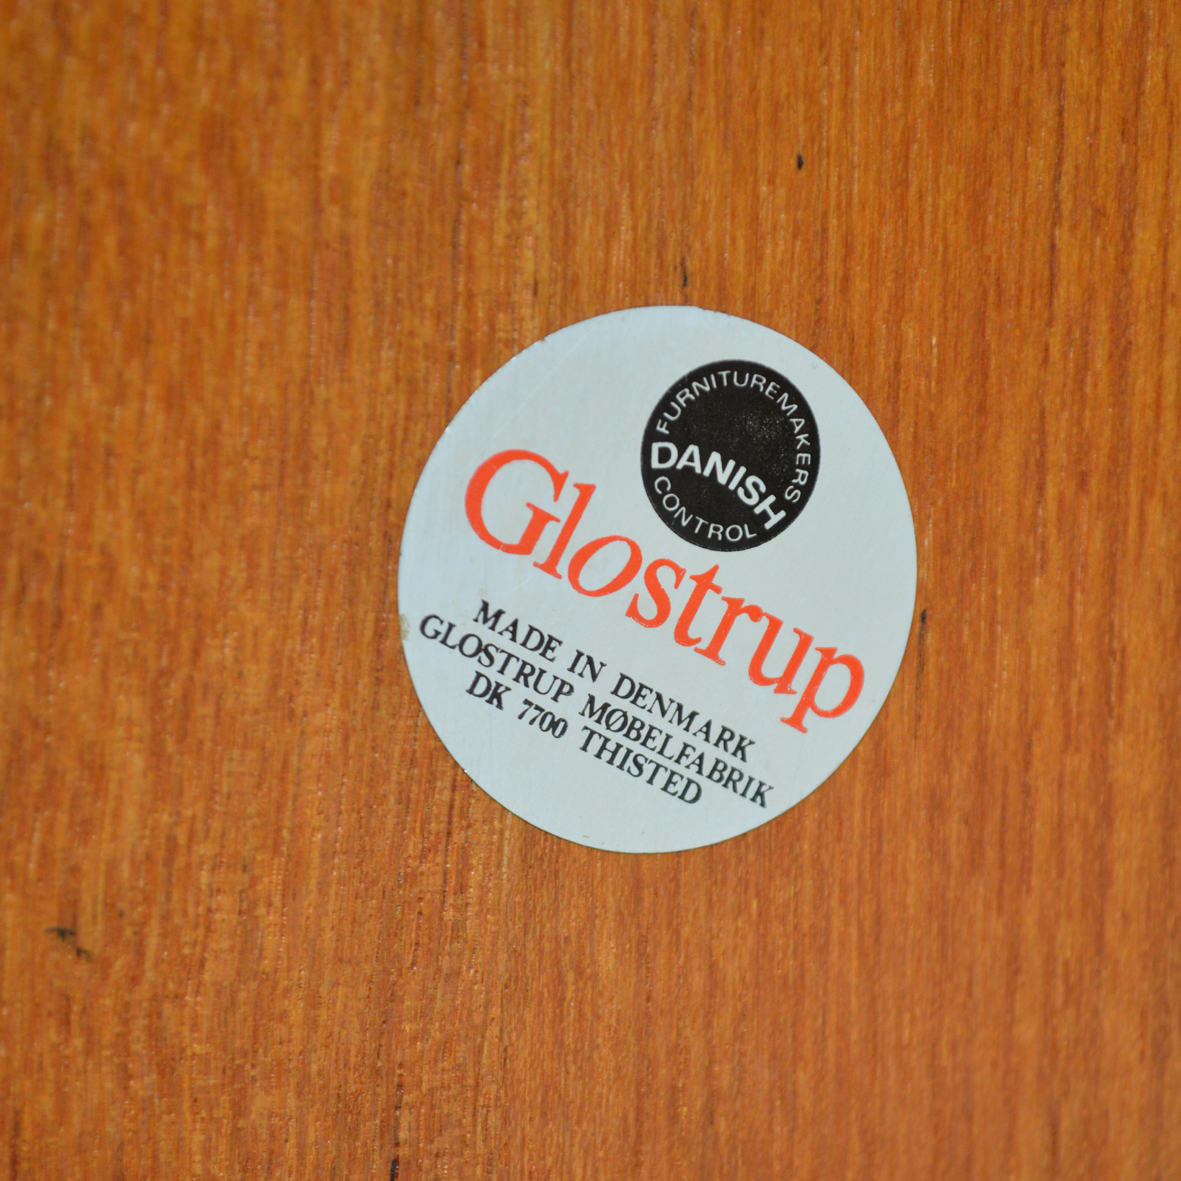 FURNITUREMAKERS
DANISH
CONTROL
Glostrup
MADE IN DENMARK
GLOSTRUP MØBELFABRIK
DK 7700 THISTED